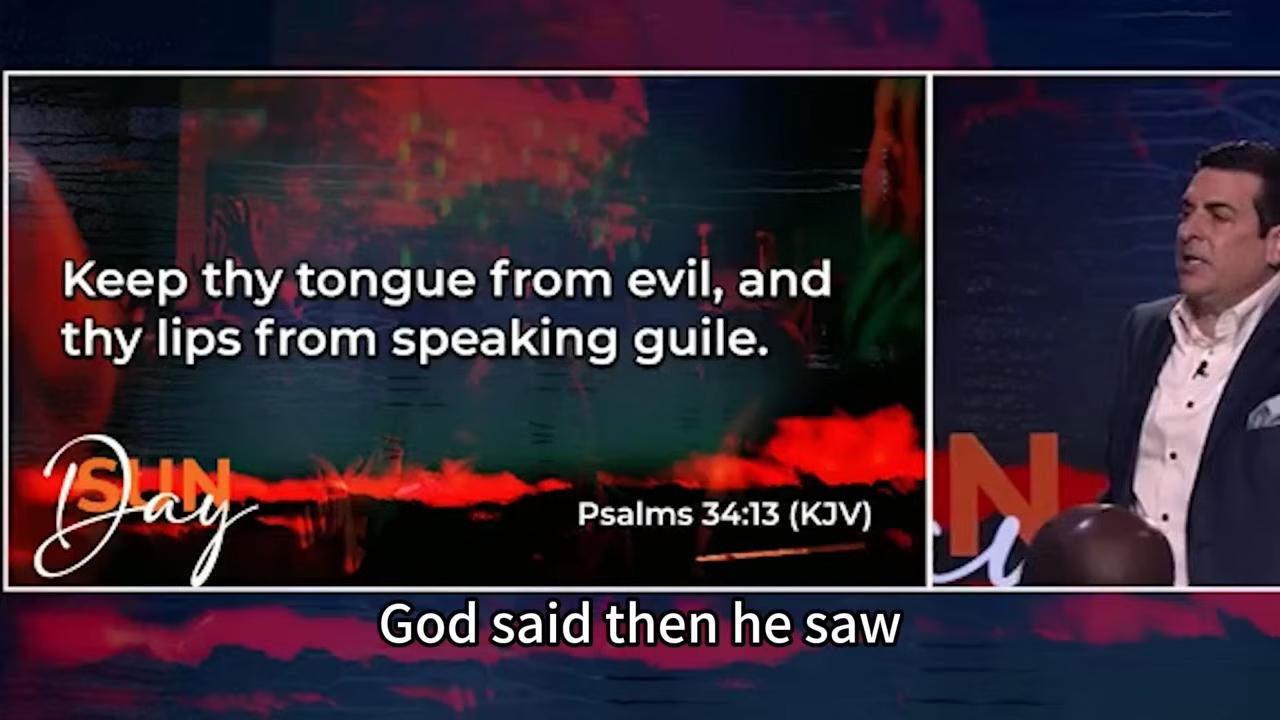 Keep thy tongue from evil, and
thy lips from speaking guile.
SUN
Day
Psalms 34:13 (KJV)
N
God said then he saw